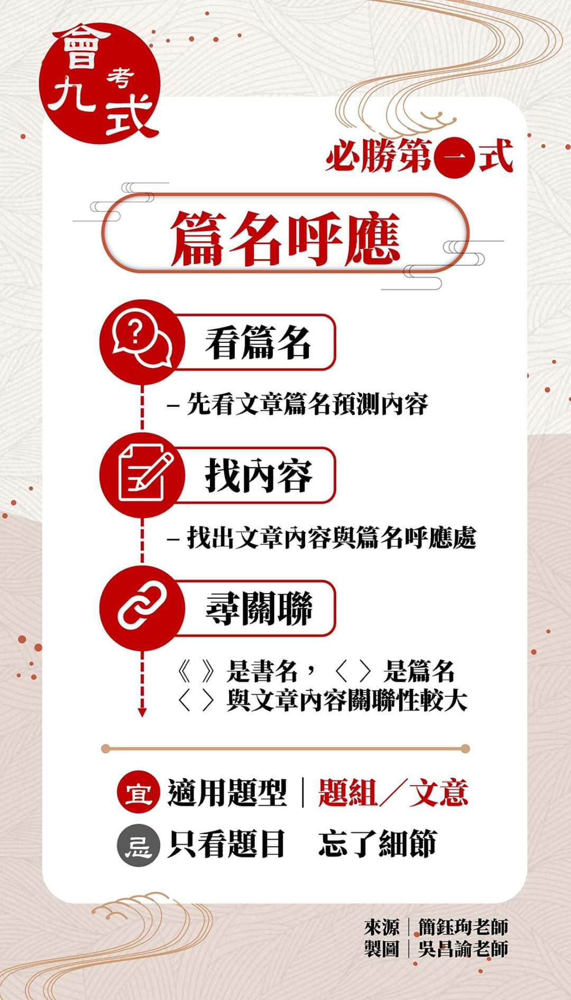 會考
九式
必勝第一式
篇名呼應
?
看篇名
– 先看文章篇名預測內容
找內容
– 找出文章內容與篇名呼應處
尋關聯
《 》是書名，〈 〉是篇名
〈 〉與文章內容關聯性較大
宜 適用題型｜題組／文意
忌 只看題目 忘了細節
來源｜簡鈺珣老師
製圖｜吳昌諭老師